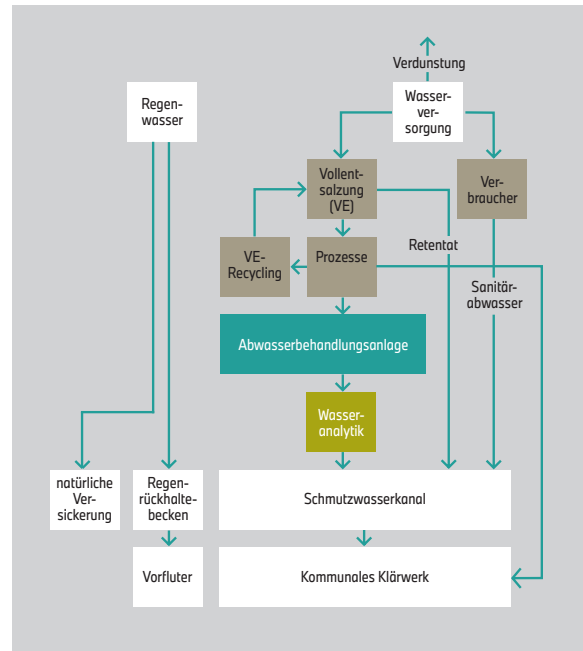 Verdunstung
Regen-
wasser
Wasser-
ver-
sorgung
Vollent-
salzung
(VE)
Ver-
braucher
Retentat
VE-
Recycling
Prozesse
Sanitär-
abwasser
Abwasserbehandlungsanlage
Wasser-
analytik
natürliche
Ver-
sickerung
Regen-
rückhalte-
becken
Schmutzwasserkanal
Vorfluter
Kommunales Klärwerk